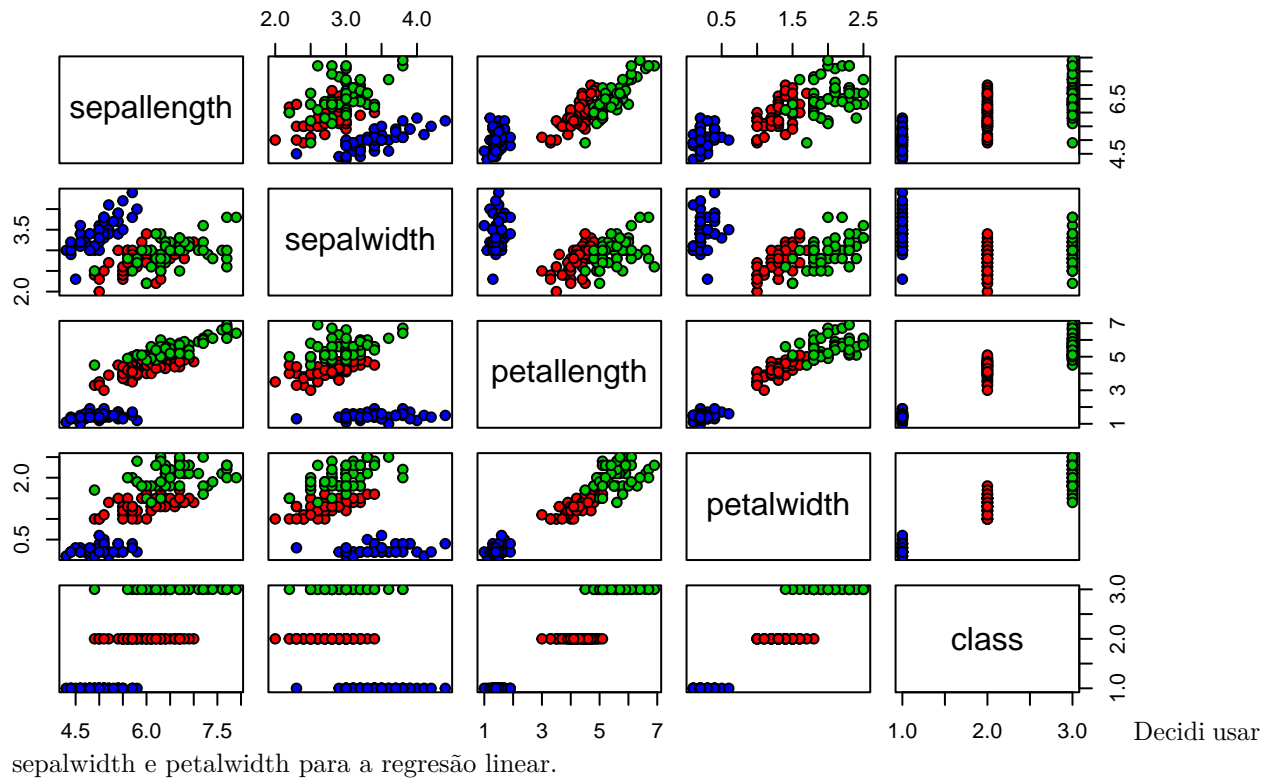 2.0 3.0 4.0
0.5 1.5 2.5
sepallength
4.5 6.5
2.0 3.5
sepalwidth
petallength
1 3 5 7
0.5 2.0
petalwidth
class
1.0 2.0 3.0
4.5 6.0 7.5
1 3 5 7
1.0 2.0 3.0
Decidi usar
sepalwidth e petalwidth para a regresão linear.